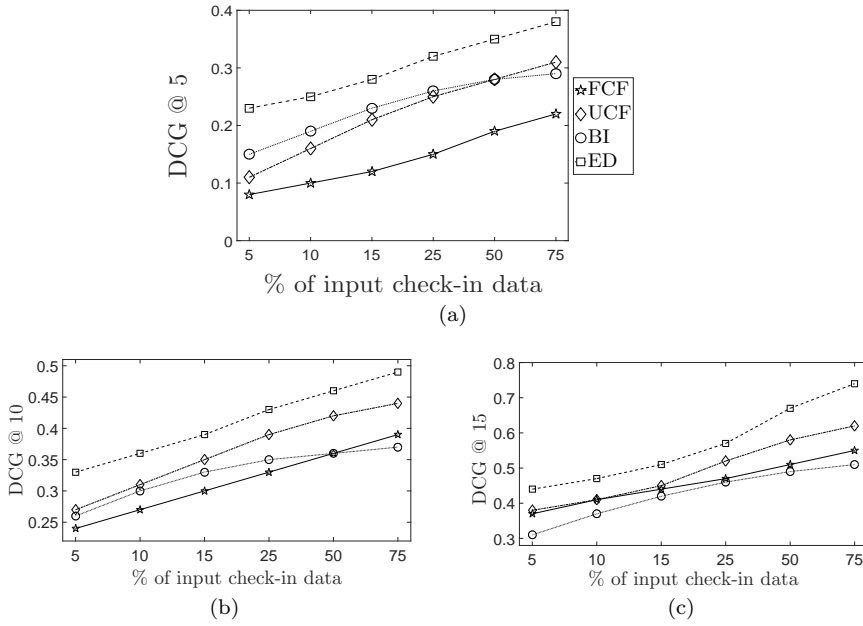 0.4
0.3
0.2
0.1
0
DCG @ 5
5 10 15 25 50 75
% of input check-in data
FCF
UCF
BI
ED
(a)
0.5
0.45
0.4
0.35
0.3
0.25
DCG @ 10
5 10 15 25 50 75
% of input check-in data
(b)
0.8
0.7
0.6
0.5
0.4
0.3
DCG @ 15
5 10 15 25 50 75
% of input check-in data
(c)